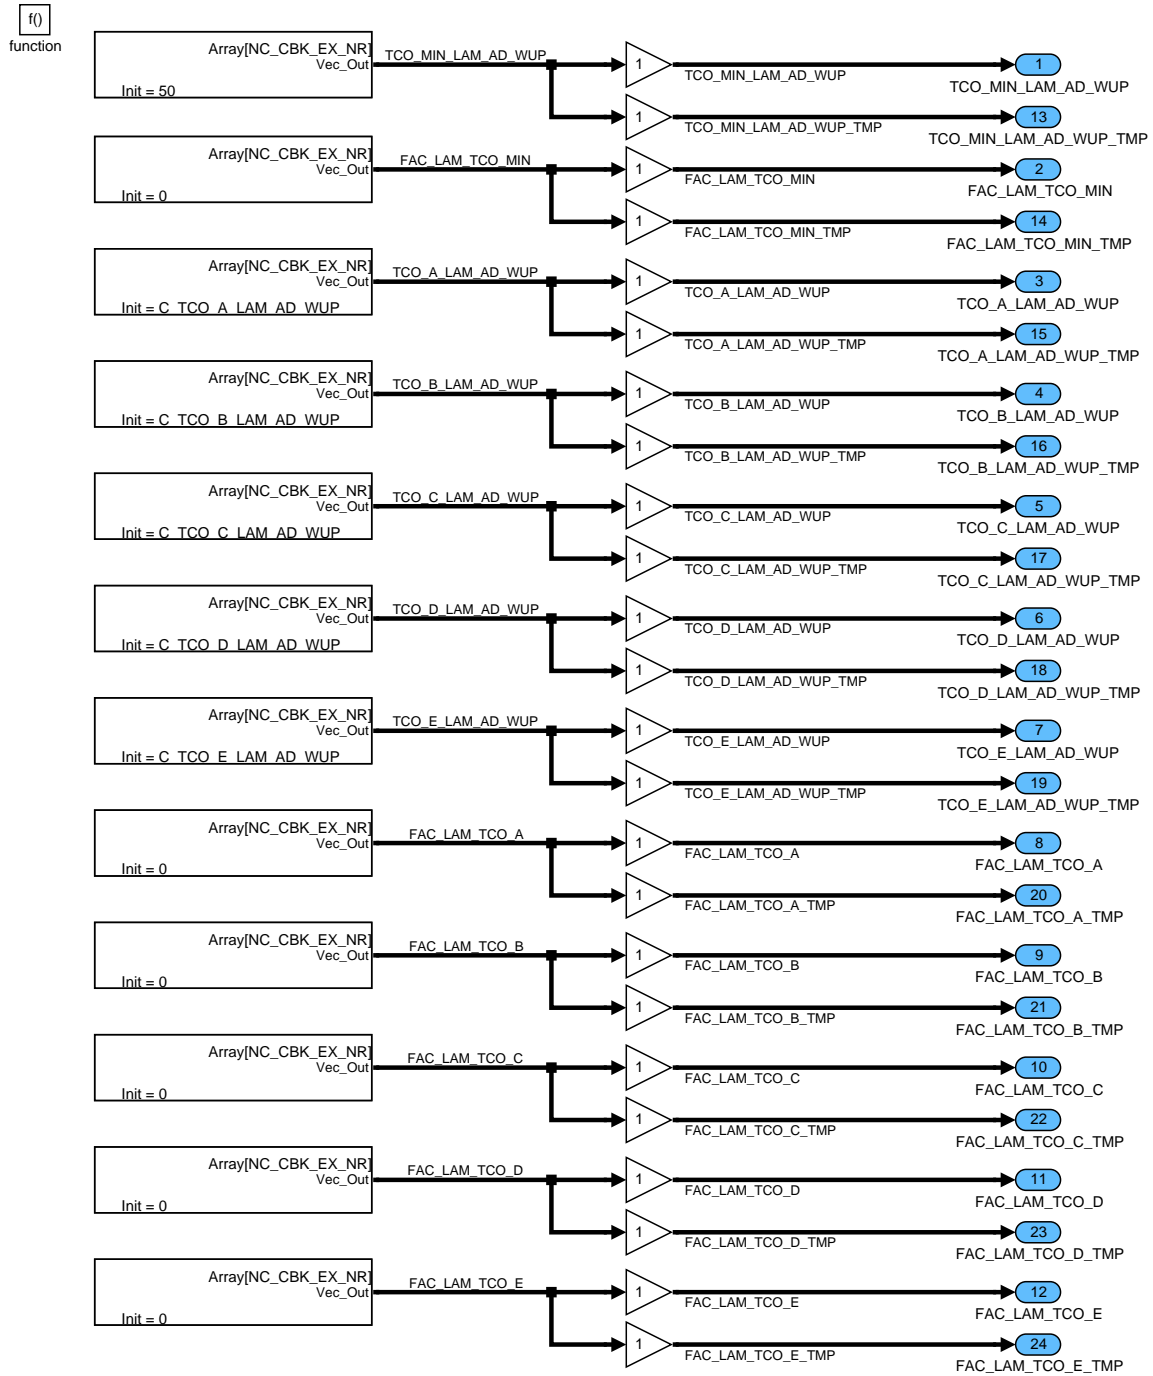 f()
function
Array[NC_CBK_EX_NR]
Vec_Out
Init = 50
TCO_MIN_LAM_AD_WUP
1
TCO_MIN_LAM_AD_WUP
1
TCO_MIN_LAM_AD_WUP
1
TCO_MIN_LAM_AD_WUP_TMP
13
TCO_MIN_LAM_AD_WUP_TMP
Array[NC_CBK_EX_NR]
Vec_Out
Init = 0
FAC_LAM_TCO_MIN
1
FAC_LAM_TCO_MIN
2
FAC_LAM_TCO_MIN
1
FAC_LAM_TCO_MIN_TMP
14
FAC_LAM_TCO_MIN_TMP
Array[NC_CBK_EX_NR]
Vec_Out
Init = C_TCO_A_LAM_AD_WUP
TCO_A_LAM_AD_WUP
1
TCO_A_LAM_AD_WUP
3
TCO_A_LAM_AD_WUP
1
TCO_A_LAM_AD_WUP_TMP
15
TCO_A_LAM_AD_WUP_TMP
Array[NC_CBK_EX_NR]
Vec_Out
Init = C_TCO_B_LAM_AD_WUP
TCO_B_LAM_AD_WUP
1
TCO_B_LAM_AD_WUP
4
TCO_B_LAM_AD_WUP
1
TCO_B_LAM_AD_WUP_TMP
16
TCO_B_LAM_AD_WUP_TMP
Array[NC_CBK_EX_NR]
Vec_Out
Init = C_TCO_C_LAM_AD_WUP
TCO_C_LAM_AD_WUP
1
TCO_C_LAM_AD_WUP
5
TCO_C_LAM_AD_WUP
1
TCO_C_LAM_AD_WUP_TMP
17
TCO_C_LAM_AD_WUP_TMP
Array[NC_CBK_EX_NR]
Vec_Out
Init = C_TCO_D_LAM_AD_WUP
TCO_D_LAM_AD_WUP
1
TCO_D_LAM_AD_WUP
6
TCO_D_LAM_AD_WUP
1
TCO_D_LAM_AD_WUP_TMP
18
TCO_D_LAM_AD_WUP_TMP
Array[NC_CBK_EX_NR]
Vec_Out
Init = C_TCO_E_LAM_AD_WUP
TCO_E_LAM_AD_WUP
1
TCO_E_LAM_AD_WUP
7
TCO_E_LAM_AD_WUP
1
TCO_E_LAM_AD_WUP_TMP
19
TCO_E_LAM_AD_WUP_TMP
Array[NC_CBK_EX_NR]
Vec_Out
Init = 0
FAC_LAM_TCO_A
1
FAC_LAM_TCO_A
8
FAC_LAM_TCO_A
1
FAC_LAM_TCO_A_TMP
20
FAC_LAM_TCO_A_TMP
Array[NC_CBK_EX_NR]
Vec_Out
Init = 0
FAC_LAM_TCO_B
1
FAC_LAM_TCO_B
9
FAC_LAM_TCO_B
1
FAC_LAM_TCO_B_TMP
21
FAC_LAM_TCO_B_TMP
Array[NC_CBK_EX_NR]
Vec_Out
Init = 0
FAC_LAM_TCO_C
1
FAC_LAM_TCO_C
10
FAC_LAM_TCO_C
1
FAC_LAM_TCO_C_TMP
22
FAC_LAM_TCO_C_TMP
Array[NC_CBK_EX_NR]
Vec_Out
Init = 0
FAC_LAM_TCO_D
1
FAC_LAM_TCO_D
11
FAC_LAM_TCO_D
1
FAC_LAM_TCO_D_TMP
23
FAC_LAM_TCO_D_TMP
Array[NC_CBK_EX_NR]
Vec_Out
Init = 0
FAC_LAM_TCO_E
1
FAC_LAM_TCO_E
12
FAC_LAM_TCO_E
1
FAC_LAM_TCO_E_TMP
24
FAC_LAM_TCO_E_TMP